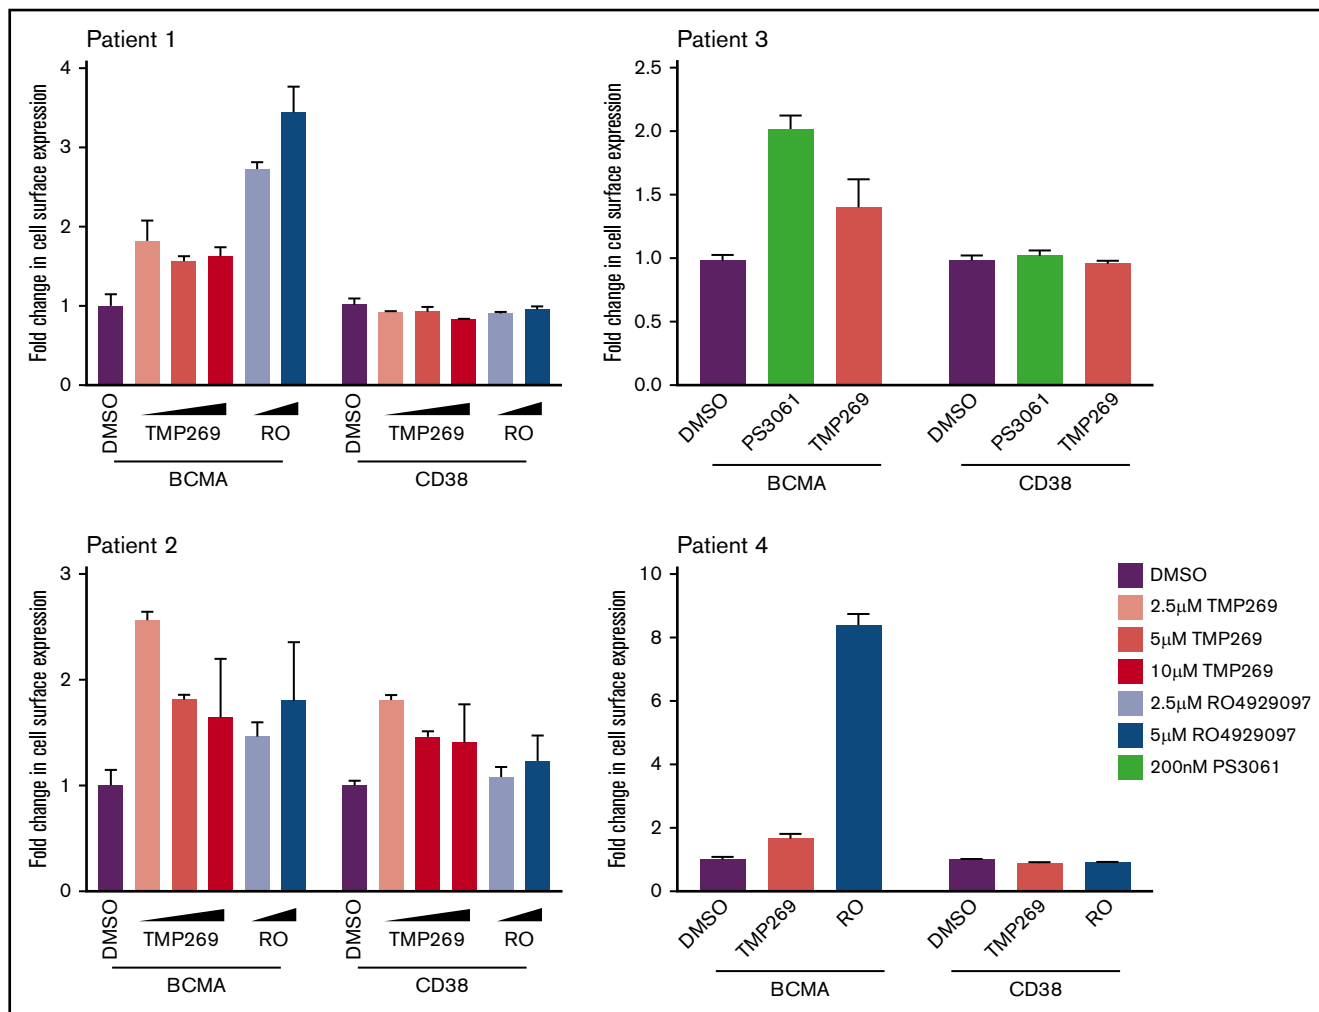 Patient 1
Fold change in cell surface expression
4
3
2
1
0
DMSO
TMP269
RO
BCMA
DMSO
TMP269
RO
CD38
Patient 3
Fold change in cell surface expression
2.5
2.0
1.5
1.0
0.5
0.0
DMSO
PS3061
TMP269
BCMA
DMSO
PS3061
TMP269
CD38
Patient 2
Fold change in cell surface expression
3
2
1
0
DMSO
TMP269
RO
BCMA
DMSO
TMP269
RO
CD38
Patient 4
Fold change in cell surface expression
10
8
6
4
2
0
DMSO
TMP269
RO
BCMA
DMSO
TMP269
RO
CD38
DMSO
2.5μM TMP269
5μM TMP269
10μM TMP269
2.5μM RO4929097
5μM RO4929097
200nM PS3061